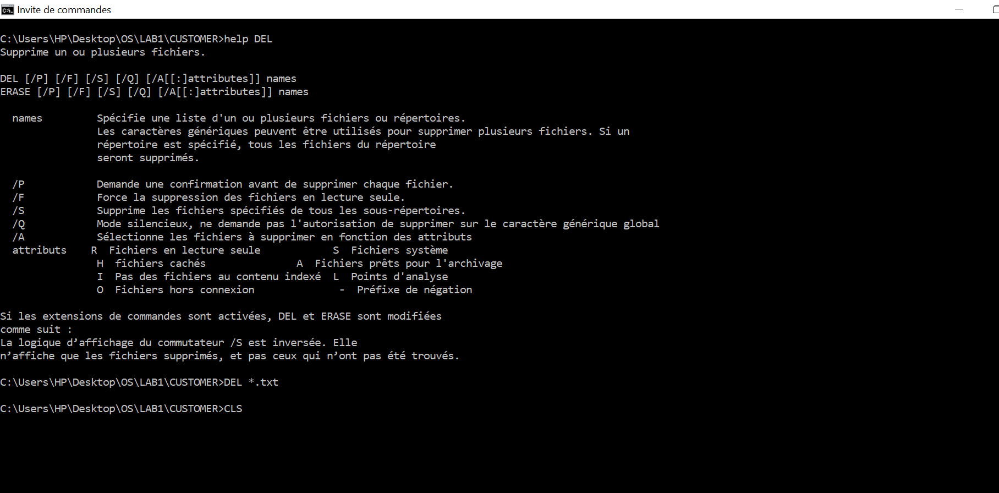 Invite de commandes
C:\Users\HP\Desktop\OS\LAB1\CUSTOMER>help DEL
Supprime un ou plusieurs fichiers.
DEL [/P] [/F] [/S] [/Q] [/A[[:]attributes]] names
ERASE [/P] [/F] [/S] [/Q] [/A[[:]attributes]] names
names Spécifie une liste d'un ou plusieurs fichiers ou répertoires.
Les caractères génériques peuvent être utilisés pour supprimer plusieurs fichiers. Si un
répertoire est spécifié, tous les fichiers du répertoire
seront supprimés.
/P Demande une confirmation avant de supprimer chaque fichier.
/F Force la suppression des fichiers en lecture seule.
/S Supprime les fichiers spécifiés de tous les sous-répertoires.
/Q Mode silencieux, ne demande pas l'autorisation de supprimer sur le caractère générique global
/A Sélectionne les fichiers à supprimer en fonction des attributs
attributs R Fichiers en lecture seule S Fichiers système
H fichiers cachés A Fichiers prêts pour l'archivage
I Pas des fichiers au contenu indexé L Points d'analyse
O Fichiers hors connexion - Préfixe de négation
Si les extensions de commandes sont activées, DEL et ERASE sont modifiées
comme suit :
La logique d’affichage du commutateur /S est inversée. Elle
n’affiche que les fichiers supprimés, et pas ceux qui n’ont pas été trouvés.
C:\Users\HP\Desktop\OS\LAB1\CUSTOMER>DEL *.txt
C:\Users\HP\Desktop\OS\LAB1\CUSTOMER>CLS